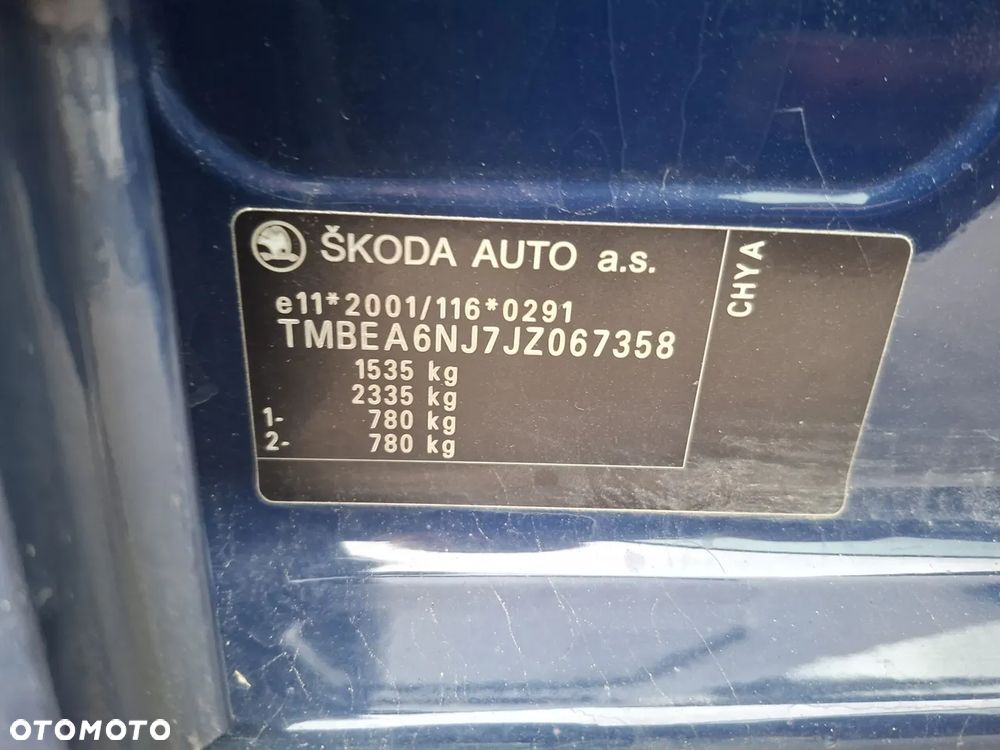 ŠKODA AUTO a.s.
e11*2001/116*0291
TMBEA6NJ7JZ067358
1535 kg
2335 kg
1- 780 kg
2- 780 kg
CHYA
OTOMOTO